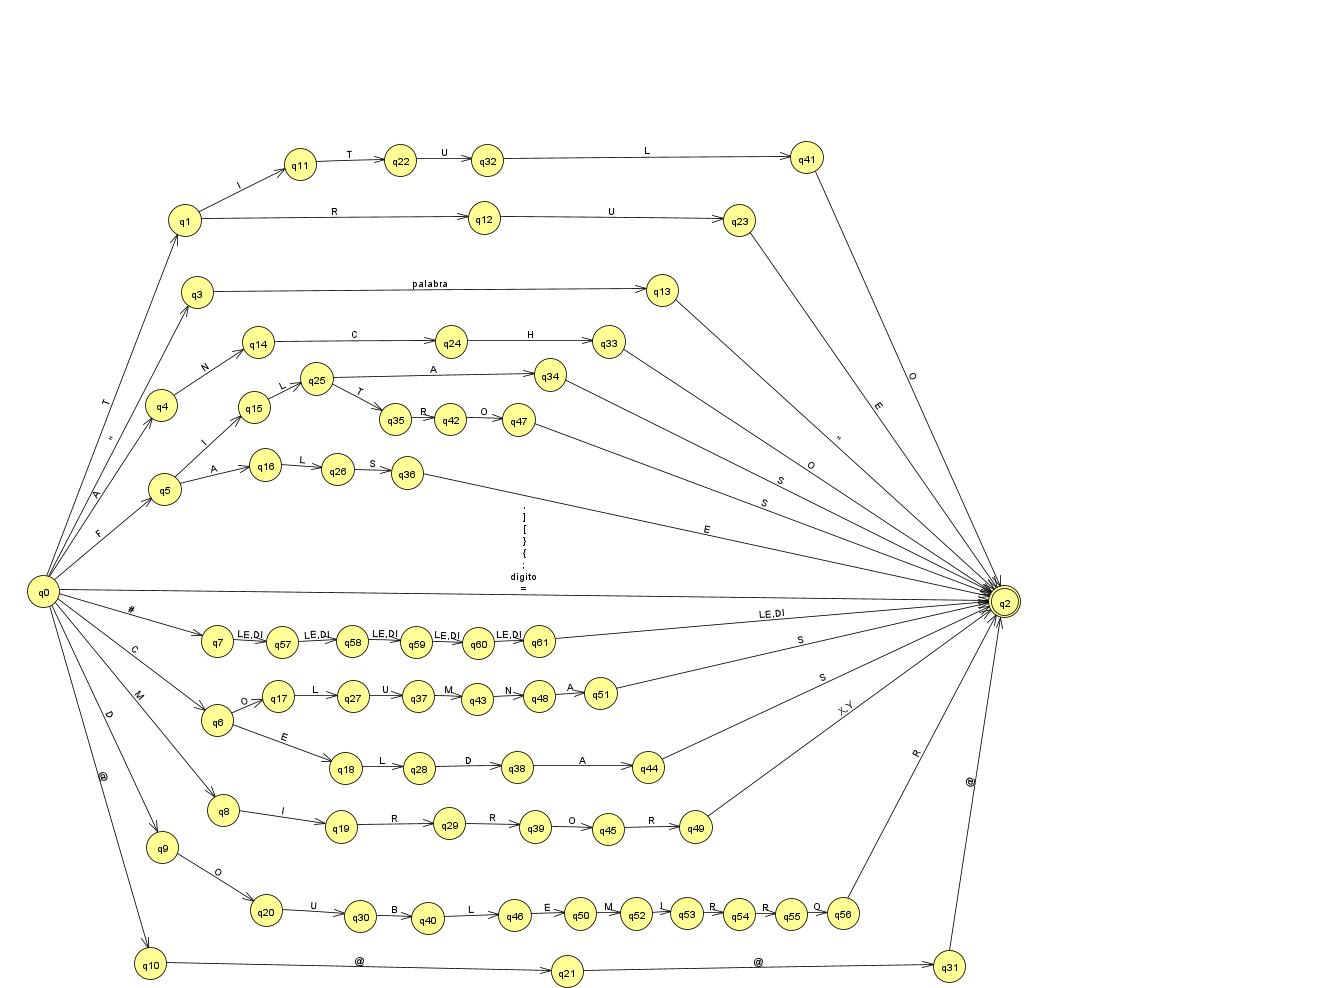 q11
T
q22
U
q32
L
q41
I
q1
R
q12
U
q23
q3
palabra
q13
q14
C
q24
H
q33
N
q25
A
q34
O
L
T
q4
q15
q35
R
q42
O
q47
E
T
"
I
"
q16
L
q26
S
q36
A
O
S
A
q5
S
F
.
]
[
}
{
;
digito
=
E
q0
q2
#
LE,DI
q7
LE,DI
q57
LE,DI
q58
LE,DI
q59
LE,DI
q60
LE,DI
q61
S
C
q17
L
q27
U
q37
M
q43
N
q48
A
q51
O
S
M
q6
X,Y
D
E
q18
L
q28
D
q38
A
q44
R
@
@
q8
I
q19
R
q29
R
q39
O
q45
R
q49
q9
O
q20
U
q30
B
q40
L
q46
E
q50
M
q52
I
q53
R
q54
R
q55
O
q56
q10
@
q21
@
q31